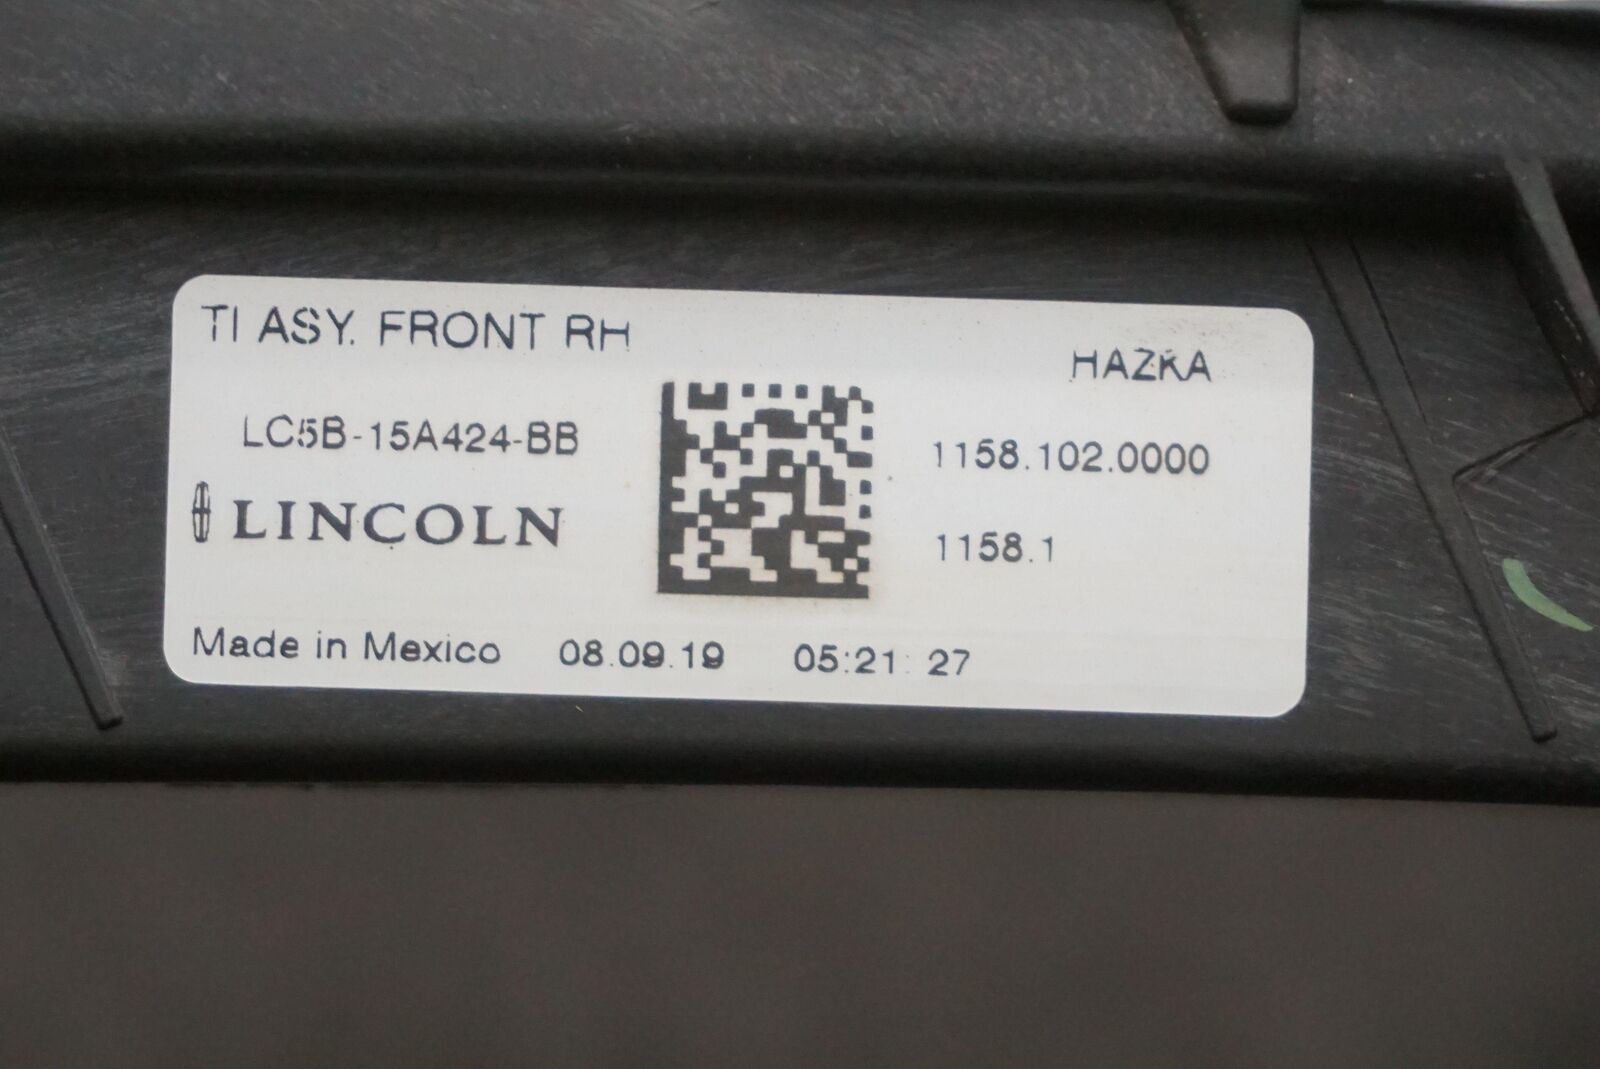 TI ASY. FRONT RH
HAZKA
LC5B-15A424-BB
1158.102.0000
LINCOLN
1158.1
Made in Mexico 08.09.19 05:21:27